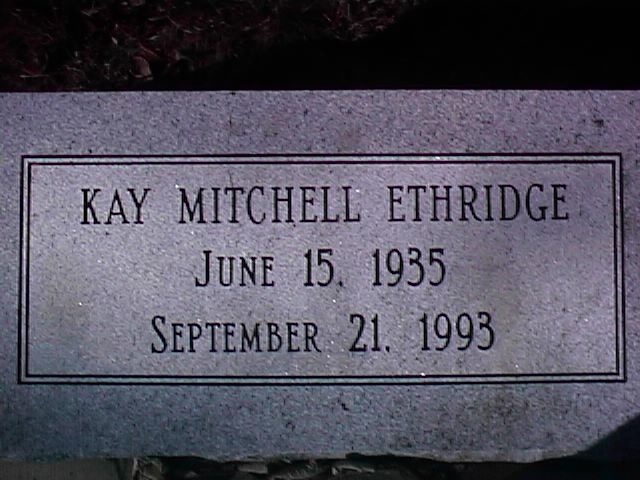 KAY MITCHELL ETHRIDGE
JUNE 15, 1935
SEPTEMBER 21, 1993